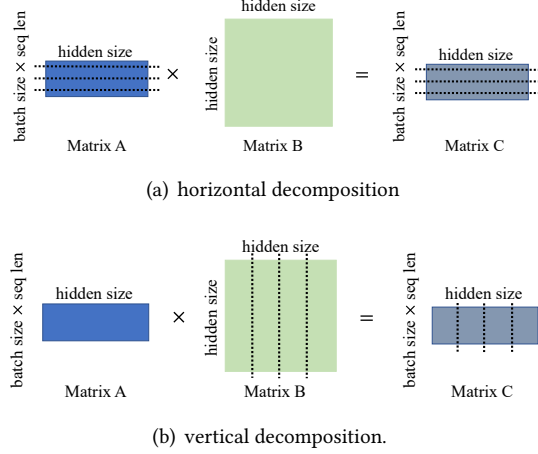 hidden size
batch size × seq len
hidden size
×
hidden size
=
batch size × seq len
hidden size
Matrix A
Matrix B
Matrix C
(a) horizontal decomposition
batch size × seq len
hidden size
×
hidden size
hidden size
=
batch size × seq len
hidden size
Matrix A
Matrix B
Matrix C
(b) vertical decomposition.